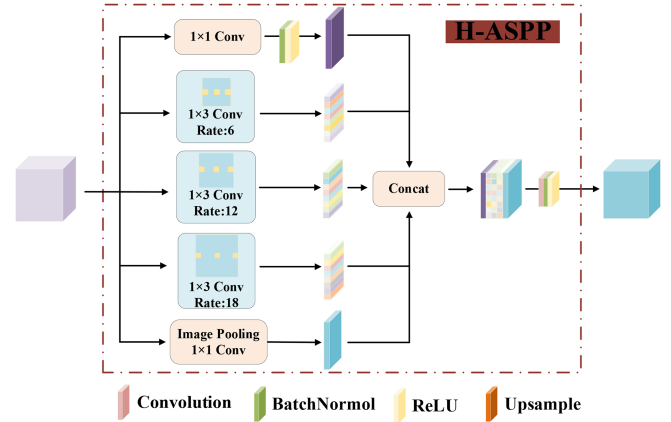 H-ASPP
1×1 Conv
1×3 Conv
Rate:6
1×3 Conv
Rate:12
1×3 Conv
Rate:18
Image Pooling
1×1 Conv
Concat
Convolution
BatchNormol
ReLU
Upsample